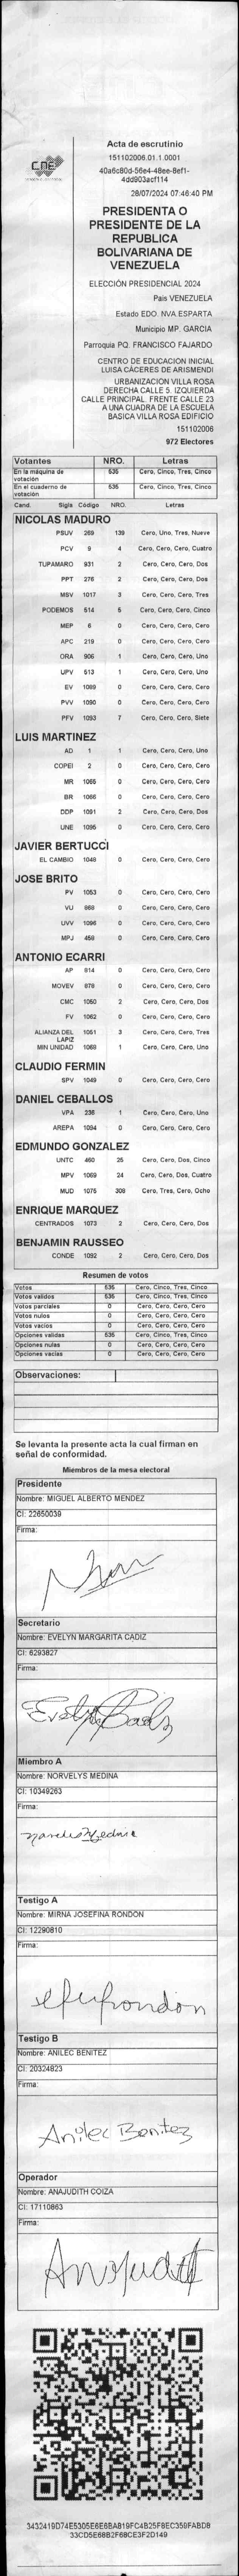 CNE
Acta de escrutinio
151102006.01.1.0001
40a6c80d-56e4-48ee-8ef1-
4dd903acf114
28/07/2024 07:46:40 PM
PRESIDENTA O
PRESIDENTE DE LA
REPUBLICA
BOLIVARIANA DE
VENEZUELA
ELECCIÓN PRESIDENCIAL 2024
Pais VENEZUELA
Estado EDO. NVA.ESPARTA
Municipio MP. GARCIA
Parroquia PQ. FRANCISCO FAJARDO
CENTRO DE EDUCACION INICIAL
LUISA CÁCERES DE ARISMENDI
URBANIZACIÓN VILLA ROSA
DERECHA CALLE 5. IZQUIERDA
CALLE PRINCIPAL. FRENTE CALLE 23
A UNA CUADRA DE LA ESCUELA
BASICA VILLA ROSA EDIFICIO
151102006
972 Electores
Votantes NRO. Letras
En la máquina de votación 535 Cero, Cinco, Tres, Cinco
En el cuaderno de votación 535 Cero, Cinco, Tres, Cinco
Cand. Sigla Código NRO. Letras
NICOLAS MADURO
PSUV 269 139 Cero, Uno, Tres, Nueve
PCV 9 4 Cero, Cero, Cero, Cuatro
TUPAMARO 931 2 Cero, Cero, Cero, Dos
PPT 276 2 Cero, Cero, Cero, Dos
MSV 1017 3 Cero, Cero, Cero, Tres
PODEMOS 514 5 Cero, Cero, Cero, Cinco
MEP 6 0 Cero, Cero, Cero, Cero
APC 219 0 Cero, Cero, Cero, Cero
ORA 906 1 Cero, Cero, Cero, Uno
UPV 513 1 Cero, Cero, Cero, Uno
EV 1089 0 Cero, Cero, Cero, Cero
PVV 1090 0 Cero, Cero, Cero, Cero
PFV 1093 7 Cero, Cero, Cero, Siete
LUIS MARTINEZ
AD 1 1 Cero, Cero, Cero, Uno
COPEI 2 0 Cero, Cero, Cero, Cero
MR 1065 0 Cero, Cero, Cero, Cero
BR 1066 0 Cero, Cero, Cero, Cero
DDP 1091 2 Cero, Cero, Cero, Dos
UNE 1095 0 Cero, Cero, Cero, Cero
JAVIER BERTUCCI
EL CAMBIO 1048 0 Cero, Cero, Cero, Cero
JOSE BRITO
PV 1053 0 Cero, Cero, Cero, Cero
VU 868 0 Cero, Cero, Cero, Cero
UVV 1096 0 Cero, Cero, Cero, Cero
MPJ 458 0 Cero, Cero, Cero, Cero
ANTONIO ECARRI
AP 814 0 Cero, Cero, Cero, Cero
MOVEV 979 0 Cero, Cero, Cero, Cero
CMC 1050 2 Cero, Cero, Cero, Dos
FV 1062 0 Cero, Cero, Cero, Cero
ALIANZA DEL LAPIZ 1051 3 Cero, Cero, Cero, Tres
MIN UNIDAD 1068 1 Cero, Cero, Cero, Uno
CLAUDIO FERMIN
SPV 1049 0 Cero, Cero, Cero, Cero
DANIEL CEBALLOS
VPA 236 1 Cero, Cero, Cero, Uno
AREPA 1094 0 Cero, Cero, Cero, Cero
EDMUNDO GONZALEZ
UNTC 460 25 Cero, Cero, Dos, Cinco
MPV 1069 24 Cero, Cero, Dos, Cuatro
MUD 1075 308 Cero, Tres, Cero, Ocho
ENRIQUE MARQUEZ
CENTRADOS 1073 2 Cero, Cero, Cero, Dos
BENJAMIN RAUSSEO
CONDE 1092 2 Cero, Cero, Cero, Dos
Resumen de votos
Votos 535 Cero, Cinco, Tres, Cinco
Votos validos 535 Cero, Cinco, Tres, Cinco
Votos parciales 0 Cero, Cero, Cero, Cero
Votos nulos 0 Cero, Cero, Cero, Cero
Votos vacios 0 Cero, Cero, Cero, Cero
Opciones validas 535 Cero, Cinco, Tres, Cinco
Opciones nulas 0 Cero, Cero, Cero, Cero
Opciones vacias 0 Cero, Cero, Cero, Cero
Observaciones:
Se levanta la presente acta la cual firman en
señal de conformidad.
Miembros de la mesa electoral
Presidente
Nombre: MIGUEL ALBERTO MENDEZ
CI: 22650039
Firma:
Secretario
Nombre: EVELYN MARGARITA CADIZ
CI: 6293827
Firma:
Evelyn Cadiz
Miembro A
Nombre: NORVELYS MEDINA
CI: 10349263
Firma:
Testigo A
Nombre: MIRNA JOSEFINA RONDON
CI: 12290810
Firma:
Testigo B
Nombre: ANILEC BENITEZ
CI: 20324823
Firma:
Anilec Benitez
Operador
Nombre: ANAJUDITH COIZA
CI: 17110863
Firma:
3432419D74E5305E6E6BA819FC4B25F8EC359FABD8
33CD5E68B2F68CE3F2D149